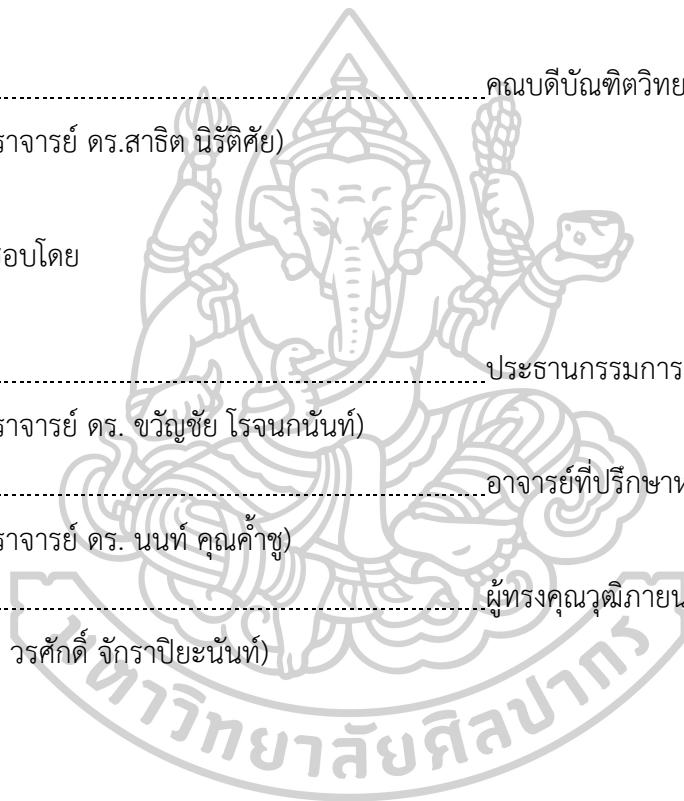 คณบดีบัณฑิตวิทย
ราจารย์ ดร.สาธิต นิรัติศัย)
สอบโดย
ประธานกรรมการ
ราจารย์ ดร. ขวัญชัย โรจนกนันท์)
อาจารย์ที่ปรึกษาห
ราจารย์ ดร. นนท์ คุณค้ำชู)
ผู้ทรงคุณวุฒิภายน
วรศักดิ์ จักราปิยะนันท์)
มหาวิทยาลัยศิลปากร